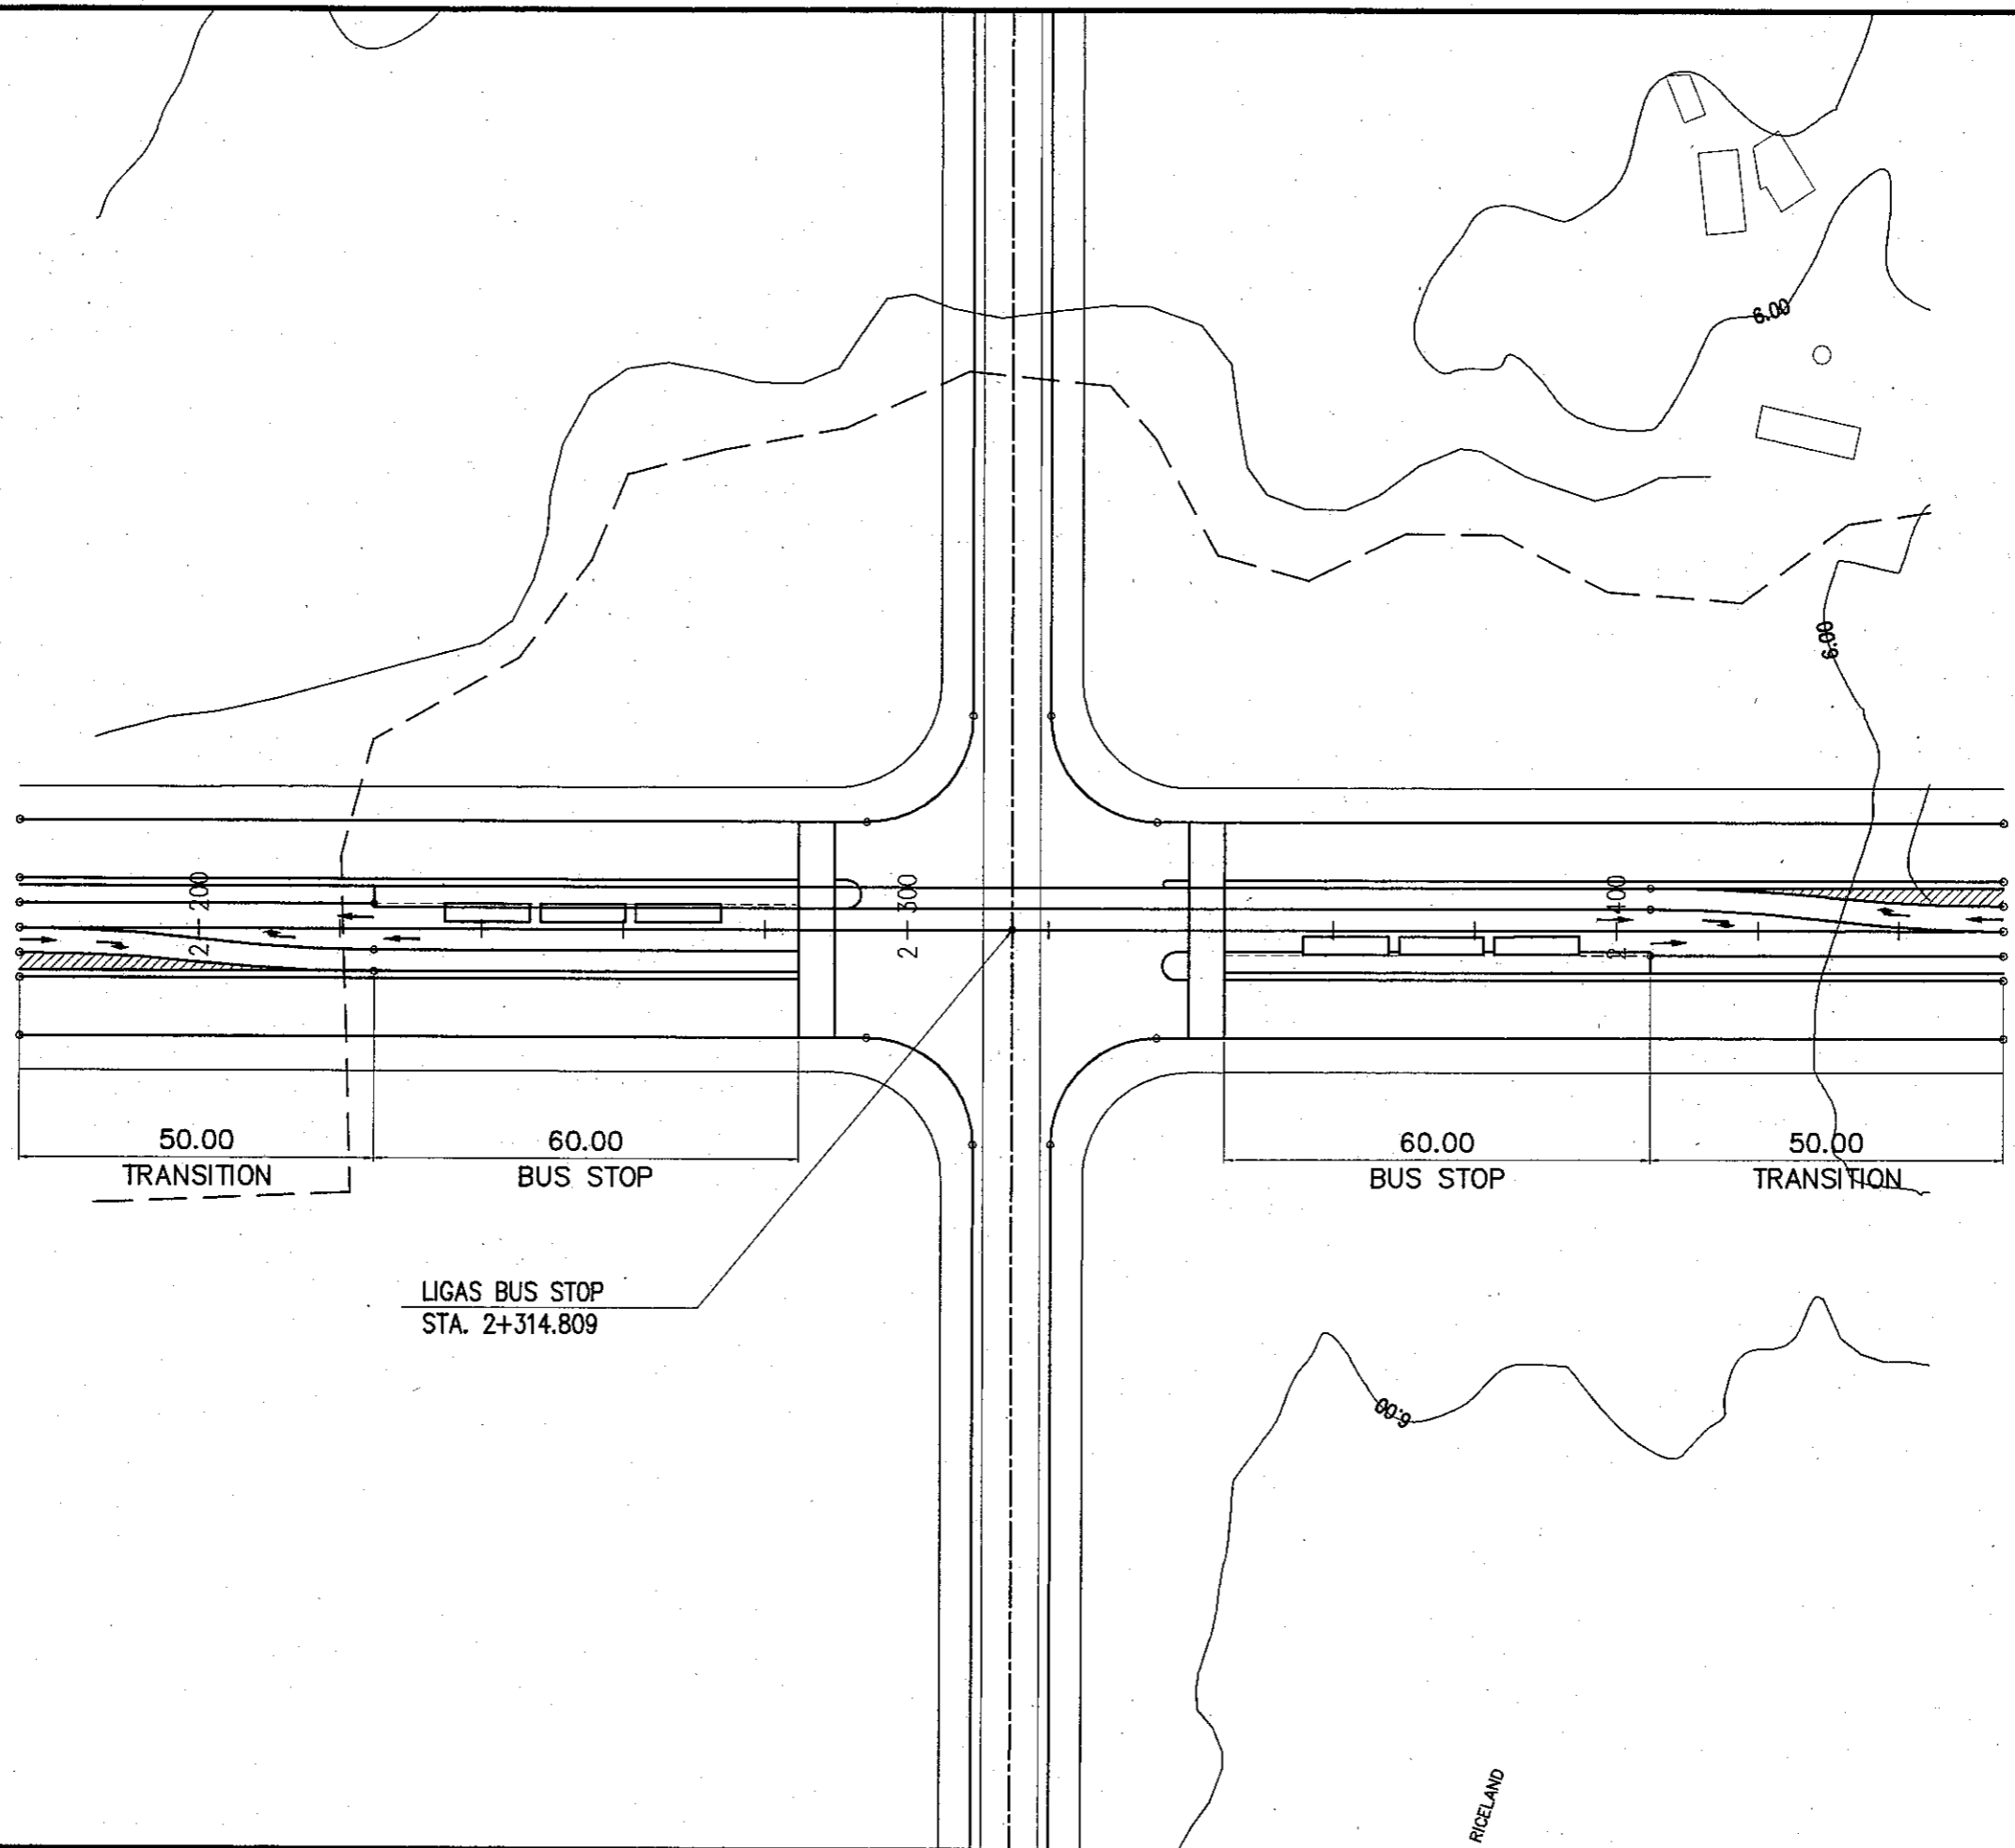 6.00
6.00
2 200
2 300
2 400
50.00
TRANSITION
60.00
BUS STOP
60.00
BUS STOP
50.00
TRANSITION
LIGAS BUS STOP
STA. 2+314.809
6.00
RICELAND